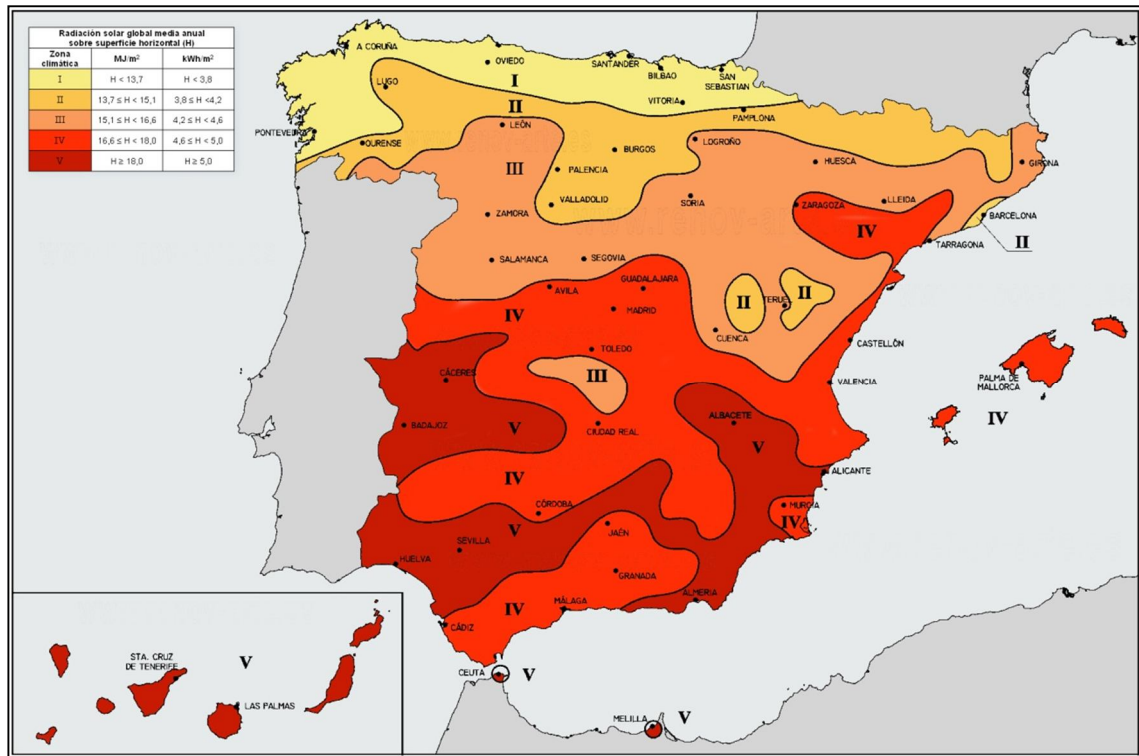 Radiación solar global media anual
sobre superficie horizontal (H)
Zona climática MJ/m² kWh/m²
I H < 13,7 H < 3,8
II 13,7 ≤ H < 15,1 3,8 ≤ H <4,2
III 15,1 ≤ H < 16,6 4,2 ≤ H < 4,6
IV 16,6 ≤ H < 18,0 4,6 ≤ H < 5,0
V H ≥ 18,0 H ≥ 5,0
A CORUÑA
OVIEDO
SANTANDER
BILBAO
SAN SEBASTIAN
I
LUGO
VITORIA
II
PAMPLONA
PONTEVEDRA
LEÓN
OURENSE
LOGROÑO
BURGOS
HUESCA
GIRONA
III
PALENCIA
VALLADOLID
SORIA
ZARAGOZA
LLEIDA
BARCELONA
ZAMORA
IV
TARRAGONA
II
SALAMANCA
SEGOVIA
AVILA
GUADALAJARA
II
TERUEL
II
IV
MADRID
CUENCA
CASTELLÓN
TOLEDO
III
CÁCERES
VALENCIA
PALMA DE MALLORCA
IV
BADAJOZ
V
CIUDAD REAL
ALBACETE
V
IV
ALICANTE
CÓRDOBA
MURCIA
IV
V
JAÉN
SEVILLA
HUELVA
GRANADA
ALMERIA
IV
MÁLAGA
CÁDIZ
CEUTA
V
MELILLA
V
STA. CRUZ
DE TENERIFE
V
LAS PALMAS